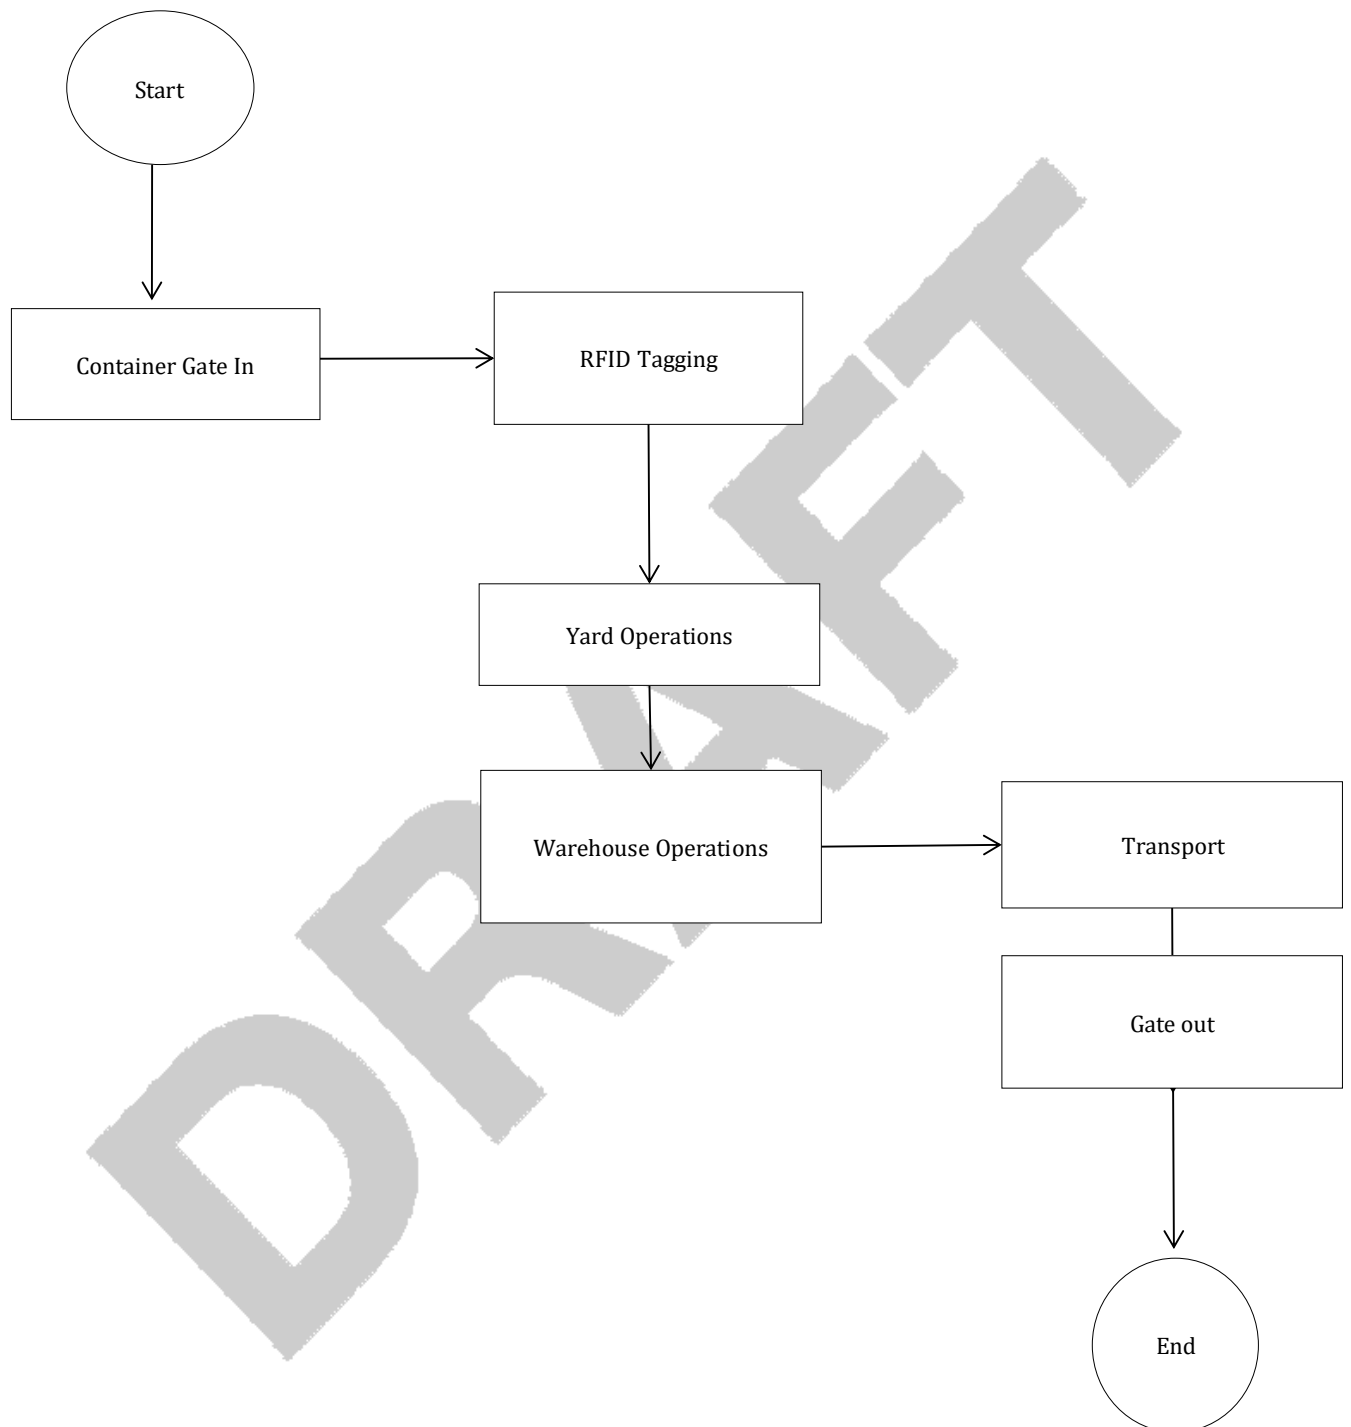 Start
Container Gate In
RFID Tagging
Yard Operations
Warehouse Operations
Transport
Gate out
End
DRAFT